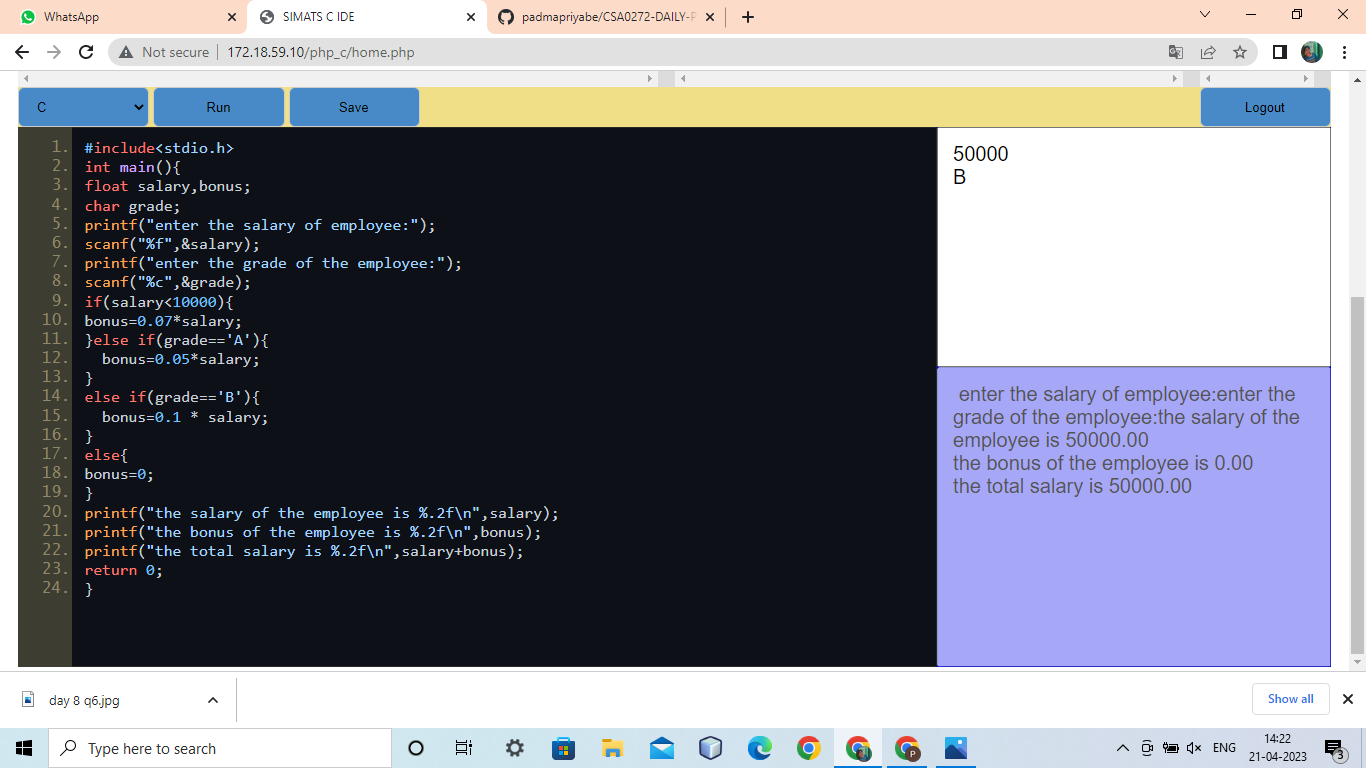 WhatsApp
SIMATS C IDE
padmapriyabe/CSA0272-DAILY-P
Not secure
172.18.59.10/php_c/home.php
C
Run
Save
Logout
1. #include<stdio.h>
2. int main(){
3. float salary,bonus;
4. char grade;
5. printf("enter the salary of employee:");
6. scanf("%f",&salary);
7. printf("enter the grade of the employee:");
8. scanf("%c",&grade);
9. if(salary<10000){
10. bonus=0.07*salary;
11. }else if(grade=='A'){
12.   bonus=0.05*salary;
13. }
14. else if(grade=='B'){
15.   bonus=0.1 * salary;
16. }
17. else{
18. bonus=0;
19. }
20. printf("the salary of the employee is %.2f\n",salary);
21. printf("the bonus of the employee is %.2f\n",bonus);
22. printf("the total salary is %.2f\n",salary+bonus);
23. return 0;
24. }
50000
B
enter the salary of employee:enter the
grade of the employee:the salary of the
employee is 50000.00
the bonus of the employee is 0.00
the total salary is 50000.00
day 8 q6.jpg
Show all
Type here to search
P
ENG
14:22
21-04-2023
3